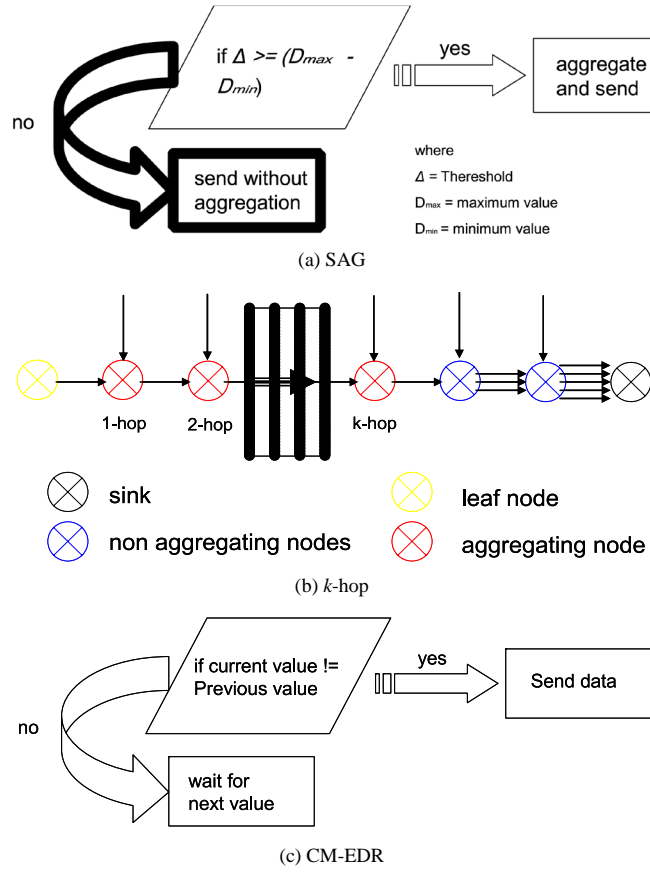 if Δ >= (Dmax -
Dmin)
yes
aggregate
and send
no
send without
aggregation
where
Δ = Thereshold
Dmax = maximum value
Dmin = minimum value
(a) SAG
1-hop
2-hop
k-hop
sink
leaf node
non aggregating nodes
aggregating node
(b) k-hop
if current value !=
Previous value
yes
Send data
no
wait for
next value
(c) CM-EDR